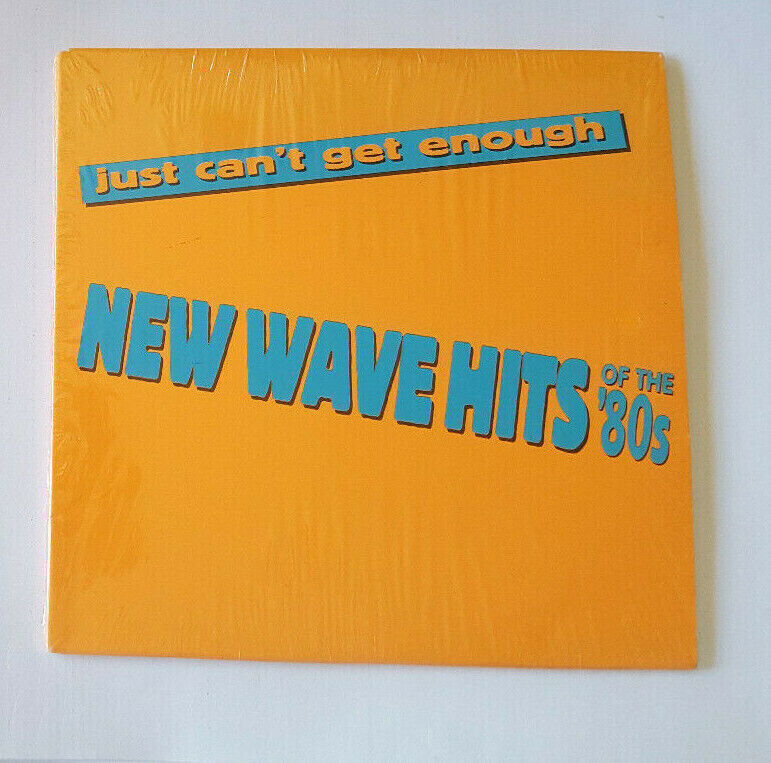 just can't get enough
NEW WAVE HITS OF THE '80s